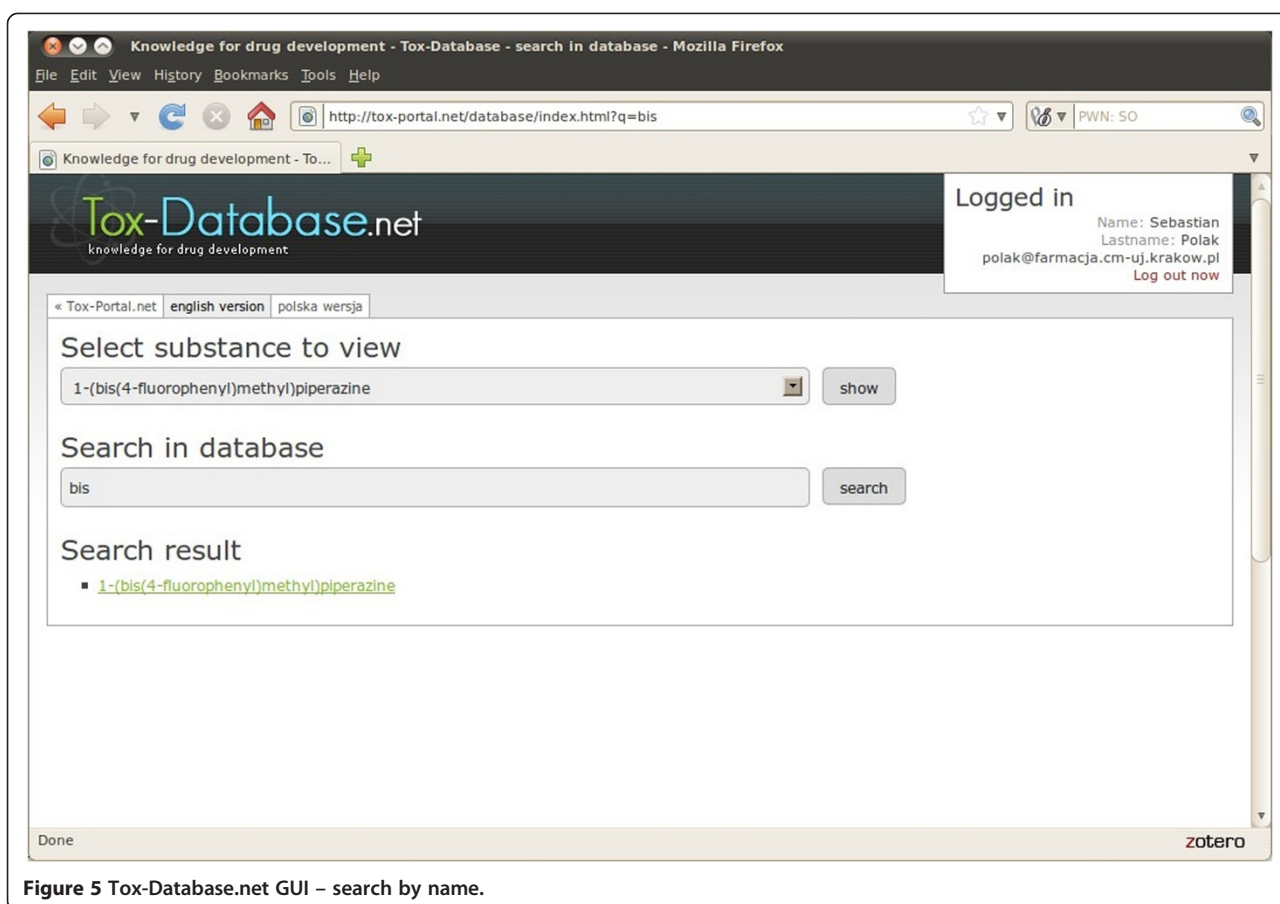 Knowledge for drug development - Tox-Database - search in database - Mozilla Firefox
File Edit View History Bookmarks Tools Help
http://tox-portal.net/database/index.html?q=bis
PWN: SO
Knowledge for drug development - To...
Tox-Database.net
knowledge for drug development
Logged in
Name: Sebastian
Lastname: Polak
polak@farmacja.cm-uj.krakow.pl
Log out now
« Tox-Portal.net english version polska wersja
Select substance to view
1-(bis(4-fluorophenyl)methyl)piperazine
show
Search in database
bis
search
Search result
1-(bis(4-fluorophenyl)methyl)piperazine
Done
zotero
Figure 5 Tox-Database.net GUI – search by name.